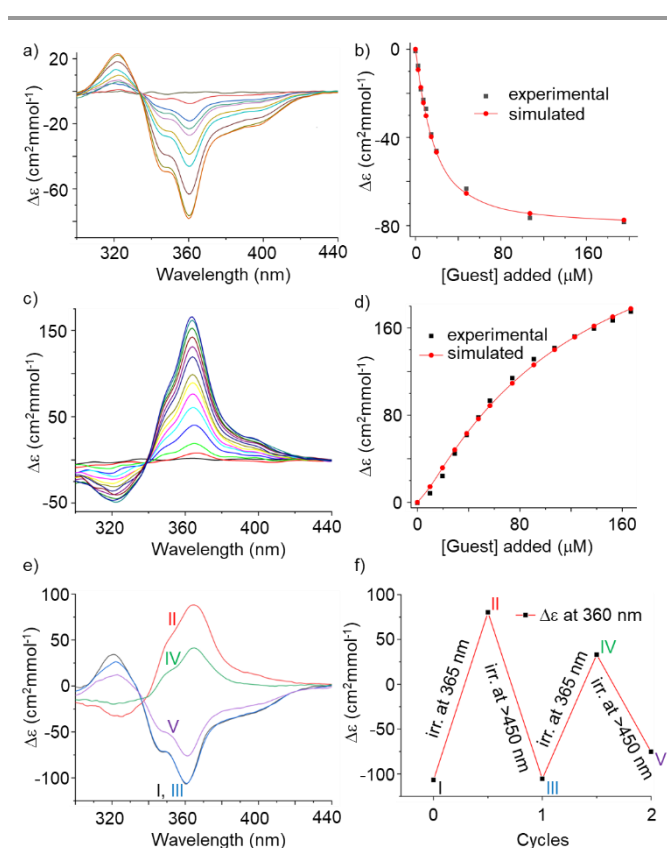 a)
20
-20
-60
Δε (cm²mmol⁻¹)
320 360 400 440
Wavelength (nm)
b)
0
-40
-80
Δε (cm²mmol⁻¹)
experimental
simulated
0 80 160
[Guest] added (μM)
c)
150
100
50
0
-50
Δε (cm²mmol⁻¹)
320 360 400 440
Wavelength (nm)
d)
160
80
0
Δε (cm²mmol⁻¹)
experimental
simulated
0 80 160
[Guest] added (μM)
e)
100
50
0
-50
-100
Δε (cm²mmol⁻¹)
II
IV
V
I, III
320 360 400 440
Wavelength (nm)
f)
100
50
0
-50
-100
Δε (cm²mmol⁻¹)
II
Δε at 360 nm
IV
irr. at 365 nm
irr. at >450 nm
irr. at 365 nm
irr. at >450 nm
I
III
V
0 1 2
Cycles